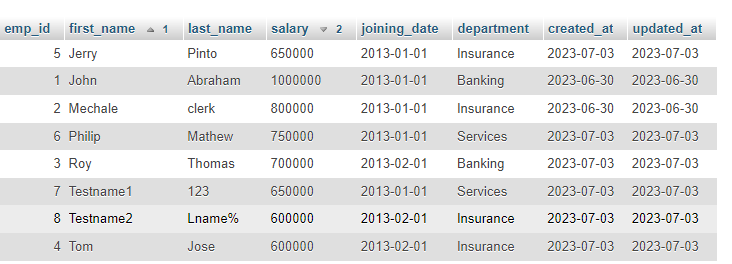 emp_id first_name 1 last_name salary 2 joining_date department created_at updated_at
5 Jerry Pinto 650000 2013-01-01 Insurance 2023-07-03 2023-07-03
1 John Abraham 1000000 2013-01-01 Banking 2023-06-30 2023-06-30
2 Mechale clerk 800000 2013-01-01 Insurance 2023-06-30 2023-06-30
6 Philip Mathew 750000 2013-01-01 Services 2023-07-03 2023-07-03
3 Roy Thomas 700000 2013-02-01 Banking 2023-07-03 2023-07-03
7 Testname1 123 650000 2013-01-01 Services 2023-07-03 2023-07-03
8 Testname2 Lname% 600000 2013-02-01 Insurance 2023-07-03 2023-07-03
4 Tom Jose 600000 2013-02-01 Insurance 2023-07-03 2023-07-03